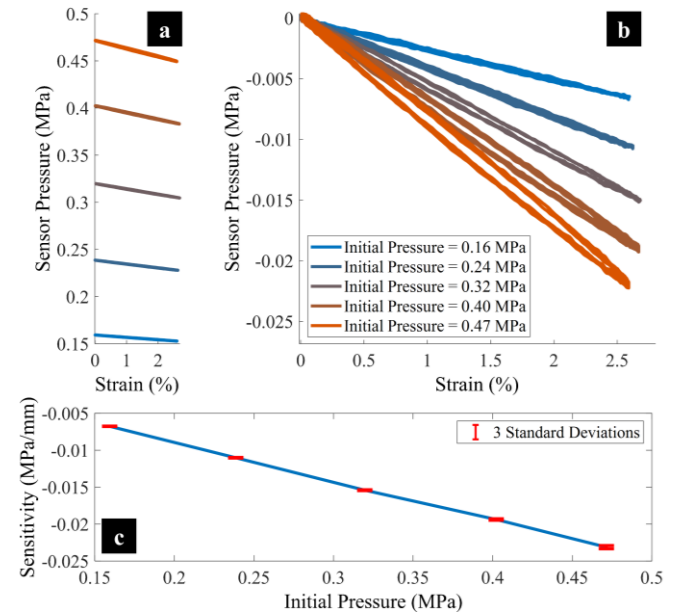 a
0.5
0.45
0.4
0.35
0.3
0.25
0.2
0.15
0 1 2
Sensor Pressure (MPa)
Strain (%)
b
0
-0.005
-0.01
-0.015
-0.02
-0.025
0 0.5 1 1.5 2 2.5
Sensor Pressure (MPa)
Strain (%)
Initial Pressure = 0.16 MPa
Initial Pressure = 0.24 MPa
Initial Pressure = 0.32 MPa
Initial Pressure = 0.40 MPa
Initial Pressure = 0.47 MPa
c
-0.005
-0.01
-0.015
-0.02
-0.025
0.15 0.2 0.25 0.3 0.35 0.4 0.45 0.5
Sensitivity (MPa/mm)
Initial Pressure (MPa)
3 Standard Deviations